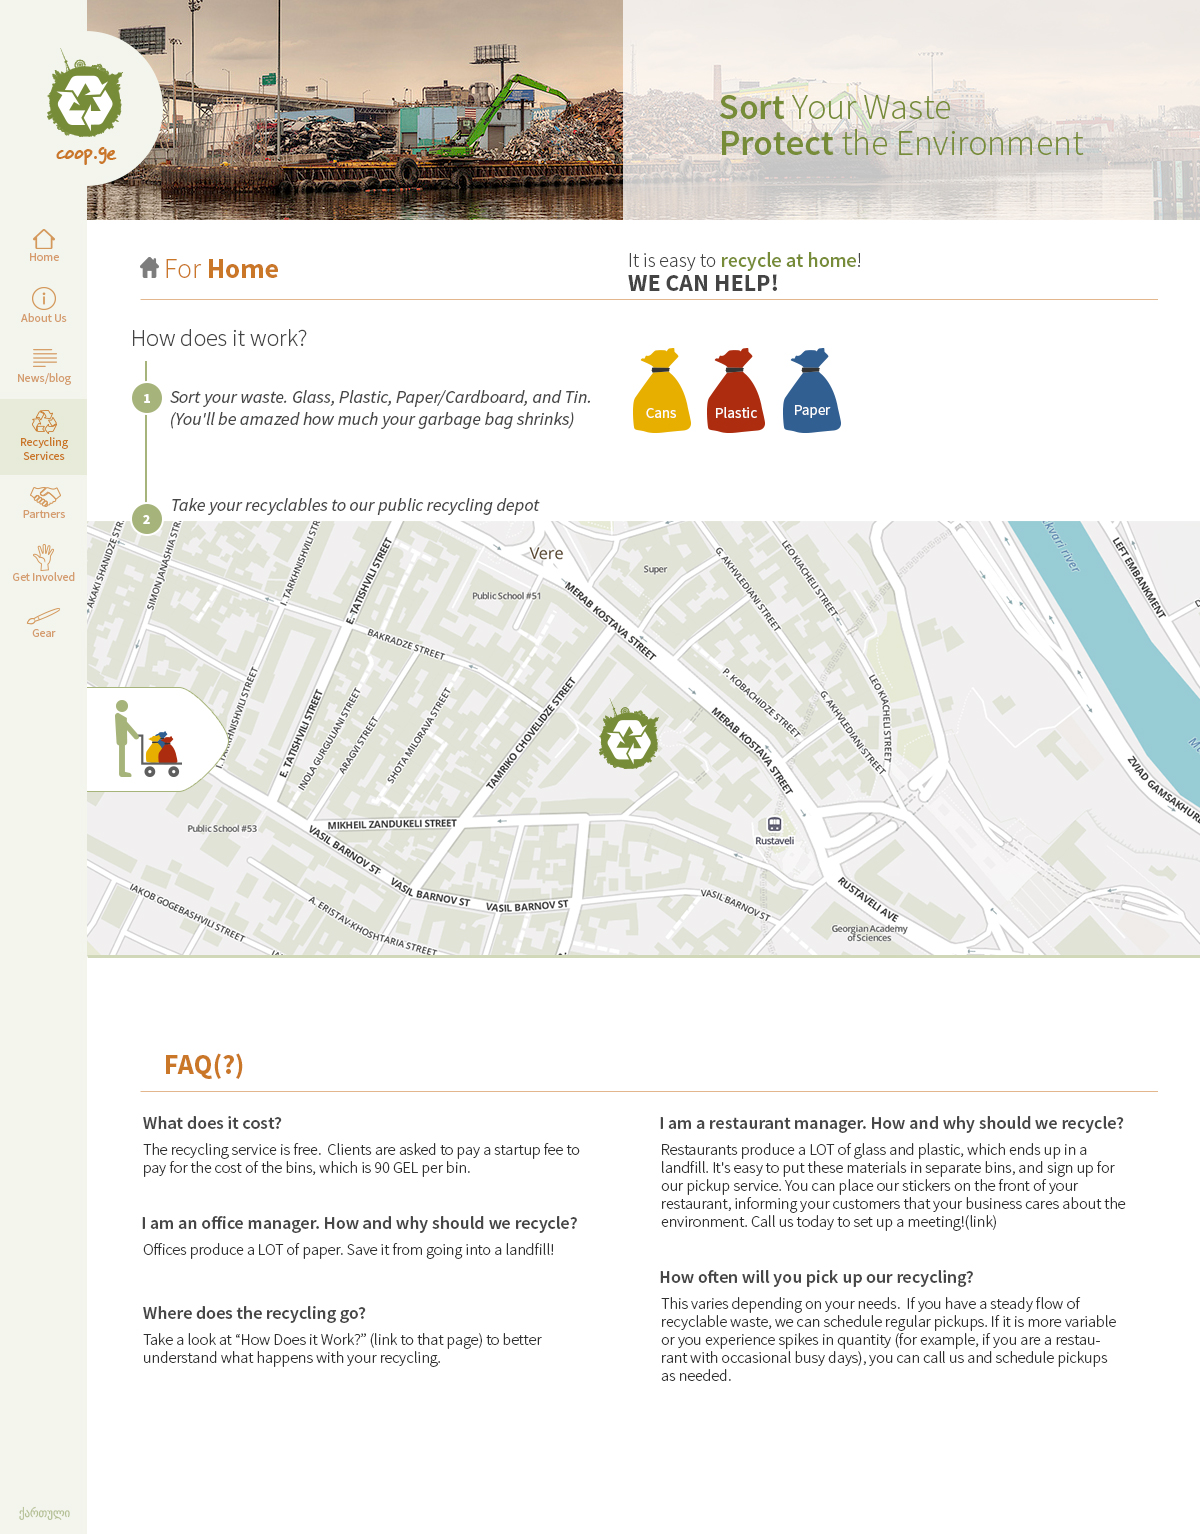 coop.ge
Sort Your Waste
Protect the Environment
Home
About Us
News/blog
Recycling
Services
Partners
Get Involved
Gear
ქართული
For Home
It is easy to recycle at home!
WE CAN HELP!
How does it work?
1
Sort your waste. Glass, Plastic, Paper/Cardboard, and Tin.
(You'll be amazed how much your garbage bag shrinks)
Cans
Plastic
Paper
2
Take your recyclables to our public recycling depot
AKAKI SHANIDZE STR.
SIMON JANASHIA STR.
I. TARKHNISHVILI STR
E. TATISHVILI STREET
Vere
Super
Public School #51
MERAB KOSTAVA STREET
G. AKHVLEDIANI STREET
LEO KIACHELI STREET
kvari river
LEFT EMBANKMENT
BAKRADZE STREET
I. TARKHNISHVILI STREET
E. TATISHVILI STREET
INOLA GURGULIANI STREET
ARAGVI STREET
SHOTA MILORAVA STREET
TAMRIKO CHOVELIDZE STREET
P. KOBACHIDZE STREET
G. AKHVLEDIANI STREET
LEO KIACHELI STREET
MERAB KOSTAVA STREET
ZVIAD GAMSAKHUR
Public School #53
MIKHEIL ZANDUKELI STREET
VASIL BARNOV ST
VASIL BARNOV ST
VASIL BARNOV ST
VASIL BARNOV ST
Rustaveli
RUSTAVELI AVE
IAKOB GOGEBASHVILI STREET
A. ERISTAV-KHOSHTARIA STREET
Georgian Academy
of Sciences
FAQ(?)
What does it cost?
The recycling service is free.  Clients are asked to pay a startup fee to
pay for the cost of the bins, which is 90 GEL per bin.
I am an office manager. How and why should we recycle?
Offices produce a LOT of paper. Save it from going into a landfill!
Where does the recycling go?
Take a look at “How Does it Work?” (link to that page) to better
understand what happens with your recycling.
I am a restaurant manager. How and why should we recycle?
Restaurants produce a LOT of glass and plastic, which ends up in a
landfill. It's easy to put these materials in separate bins, and sign up for
our pickup service. You can place our stickers on the front of your
restaurant, informing your customers that your business cares about the
environment. Call us today to set up a meeting!(link)
How often will you pick up our recycling?
This varies depending on your needs.  If you have a steady flow of
recyclable waste, we can schedule regular pickups. If it is more variable
or you experience spikes in quantity (for example, if you are a restau-
rant with occasional busy days), you can call us and schedule pickups
as needed.